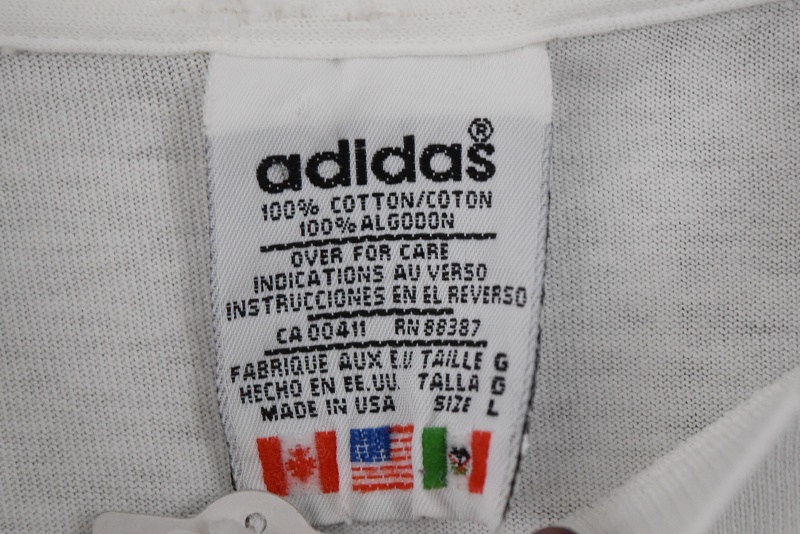 adidas®
100% COTTON/COTON
100% ALGODON
OVER FOR CARE
INDICATIONS AU VERSO
INSTRUCCIONES EN EL REVERSO
CA 00411 RN 88387
FABRIQUE AUX E.U TAILLE G
HECHO EN EE.UU. TALLA G
MADE IN USA SIZE L